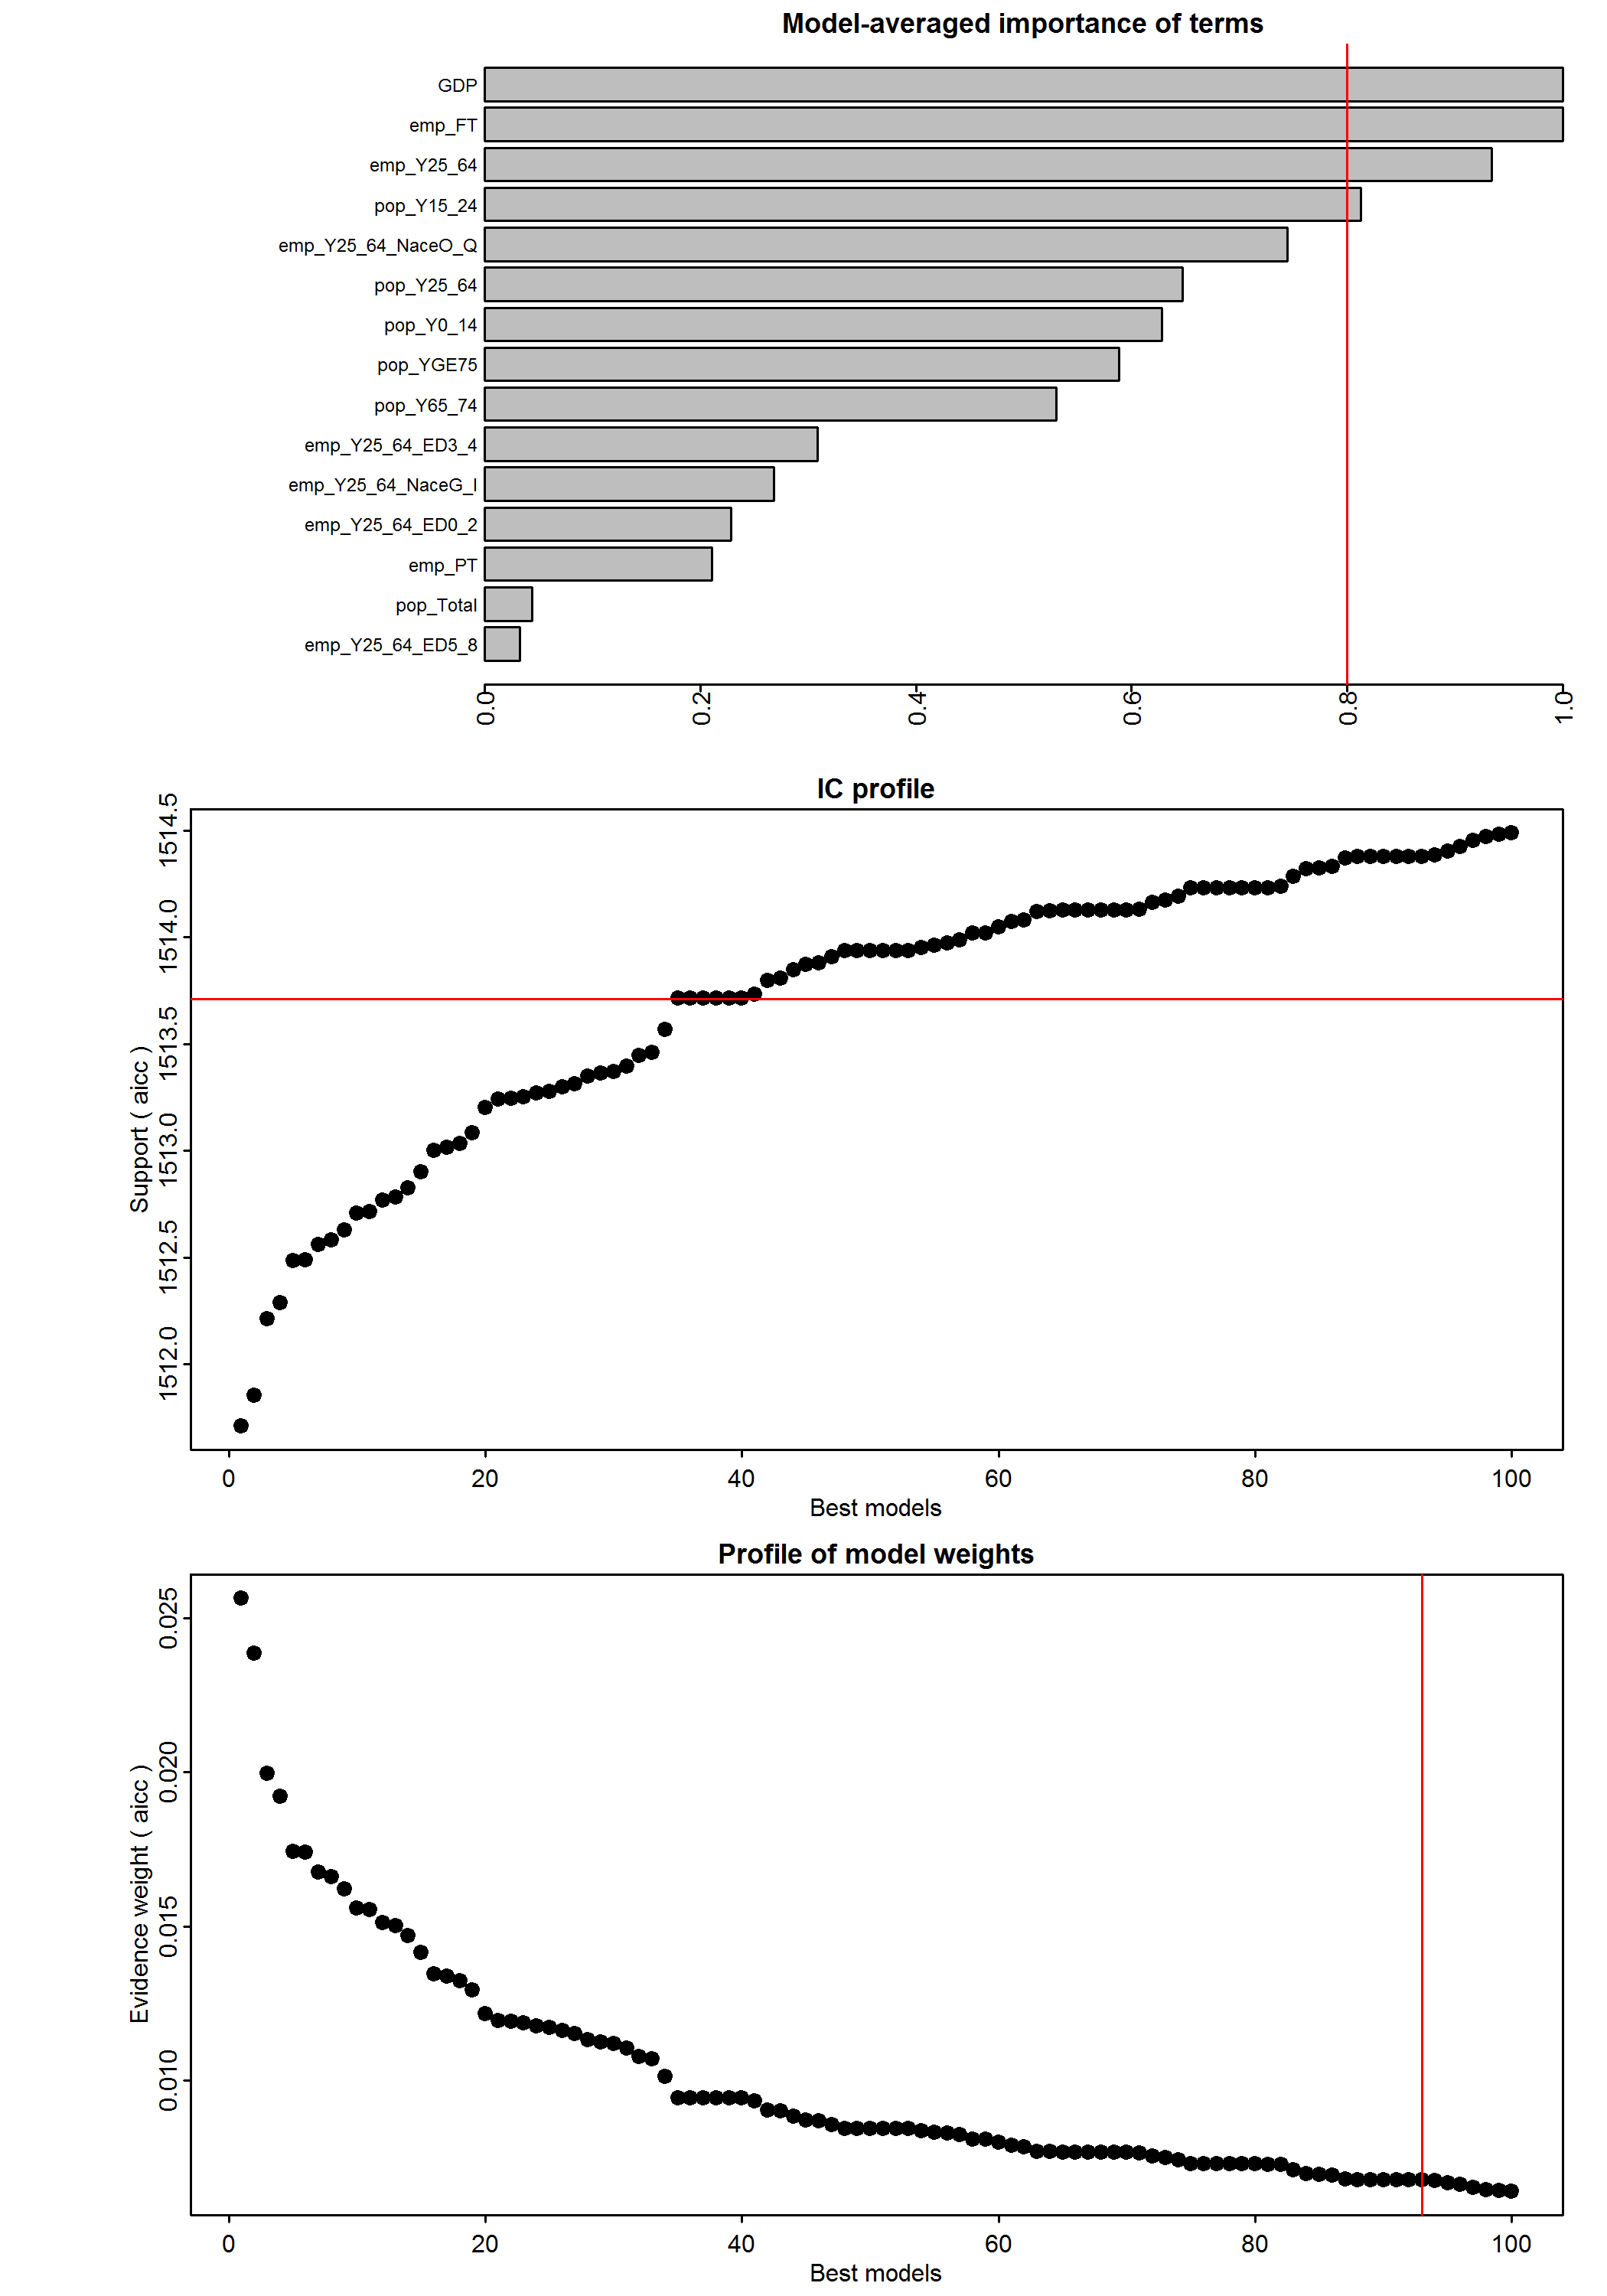 Model-averaged importance of terms
GDP
emp_FT
emp_Y25_64
pop_Y15_24
emp_Y25_64_NaceO_Q
pop_Y25_64
pop_Y0_14
pop_YGE75
pop_Y65_74
emp_Y25_64_ED3_4
emp_Y25_64_NaceG_I
emp_Y25_64_ED0_2
emp_PT
pop_Total
emp_Y25_64_ED5_8
0.0 0.2 0.4 0.6 0.8 1.0
IC profile
Support ( aicc )
1514.5
1514.0
1513.5
1513.0
1512.5
1512.0
0 20 40 60 80 100
Best models
Profile of model weights
Evidence weight ( aicc )
0.025
0.020
0.015
0.010
0 20 40 60 80 100
Best models